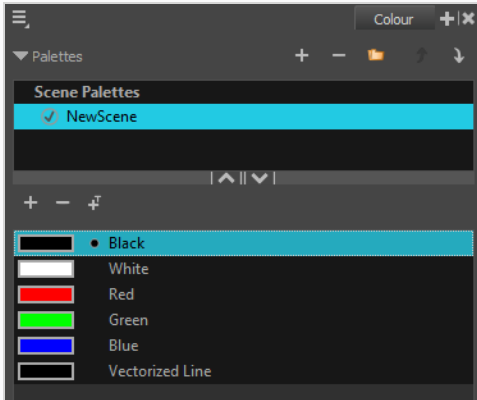 Colour
Palettes
Scene Palettes
NewScene
Black
White
Red
Green
Blue
Vectorized Line